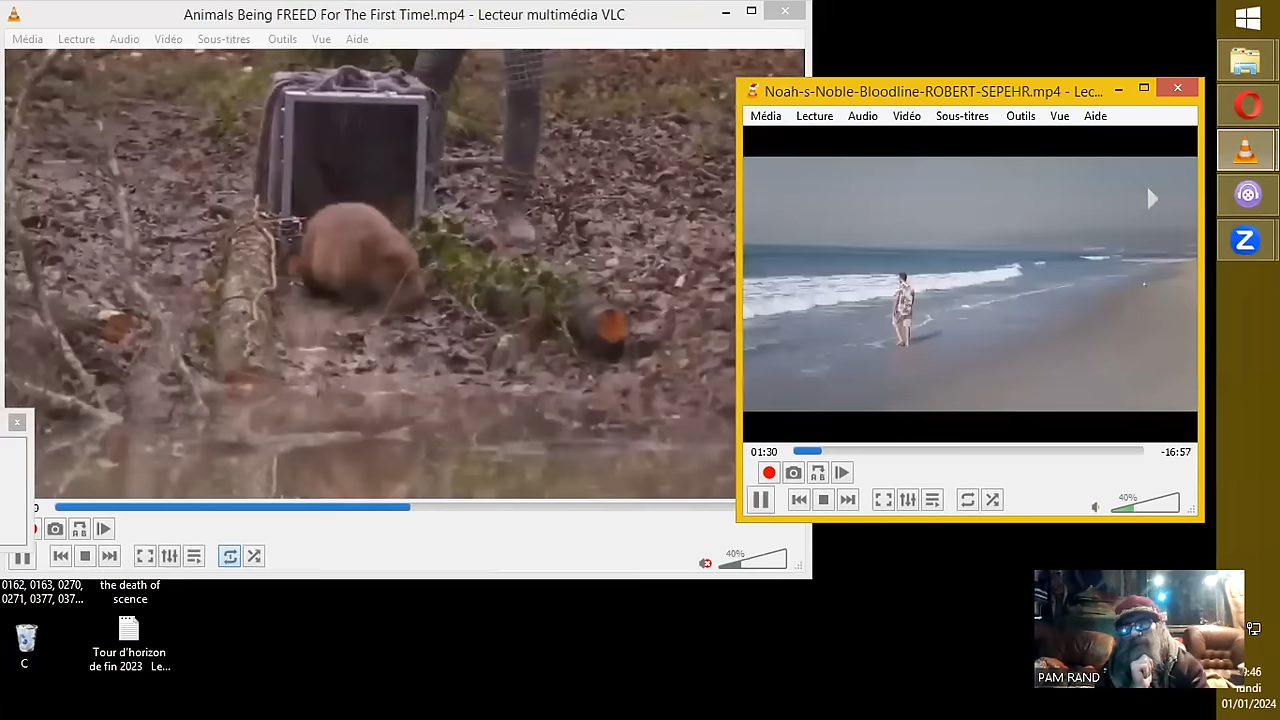 Animals Being FREED For The First Time!.mp4 - Lecteur multimédia VLC
Média Lecture Audio Vidéo Sous-titres Outils Vue Aide
Noah-s-Noble-Bloodline-ROBERT-SEPEHR.mp4 - Lec...
Média Lecture Audio Vidéo Sous-titres Outils Vue Aide
01:30 -16:57
40%
40%
0162, 0163, 0270,
0271, 0377, 037...
the death of
scence
C
Tour d'horizon
de fin 2023 Le...
PAM RAND
:46
lundi
01/01/2024